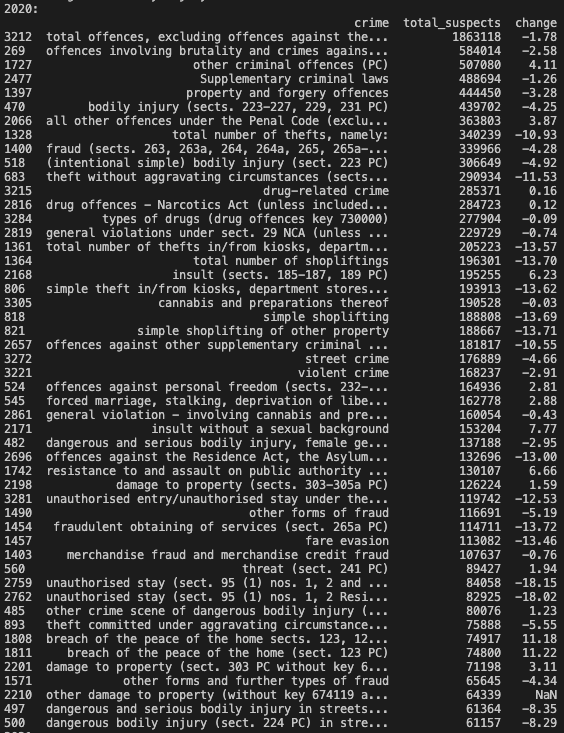 2020:
crime total_suspects change
3212 total offences, excluding offences against the... 1863118 -1.78
269 offences involving brutality and crimes agains... 584014 -2.58
1727 other criminal offences (PC) 507080 4.11
2477 Supplementary criminal laws 488694 -1.26
1397 property and forgery offences 444450 -3.28
470 bodily injury (sects. 223-227, 229, 231 PC) 439702 -4.25
2066 all other offences under the Penal Code (exclu... 363803 3.87
1328 total number of thefts, namely: 340239 -10.93
1400 fraud (sects. 263, 263a, 264, 264a, 265, 265a-... 339966 -4.28
518 (intentional simple) bodily injury (sect. 223 PC) 306649 -4.92
683 theft without aggravating circumstances (sects... 290934 -11.53
3215 drug-related crime 285371 0.16
2816 drug offences - Narcotics Act (unless included... 284723 0.12
3284 types of drugs (drug offences key 730000) 277904 -0.09
2819 general violations under sect. 29 NCA (unless ... 229729 -0.74
1361 total number of thefts in/from kiosks, departm... 205223 -13.57
1364 total number of shopliftings 196301 -13.70
2168 insult (sects. 185-187, 189 PC) 195255 6.23
806 simple theft in/from kiosks, department stores... 193913 -13.62
3305 cannabis and preparations thereof 190528 -0.03
818 simple shoplifting 188808 -13.69
821 simple shoplifting of other property 188667 -13.71
2657 offences against other supplementary criminal ... 181817 -10.55
3272 street crime 176889 -4.66
3221 violent crime 168237 -2.91
524 offences against personal freedom (sects. 232-... 164936 2.81
545 forced marriage, stalking, deprivation of libe... 162778 2.88
2861 general violation - involving cannabis and pre... 160054 -0.43
2171 insult without a sexual background 153204 7.77
482 dangerous and serious bodily injury, female ge... 137188 -2.95
2696 offences against the Residence Act, the Asylum... 132696 -13.00
1742 resistance to and assault on public authority ... 130107 6.66
2198 damage to property (sects. 303-305a PC) 126224 1.59
3281 unauthorised entry/unauthorised stay under the... 119742 -12.53
1490 other forms of fraud 116691 -5.19
1454 fraudulent obtaining of services (sect. 265a PC) 114711 -13.72
1457 fare evasion 113082 -13.46
1403 merchandise fraud and merchandise credit fraud 107637 -0.76
560 threat (sect. 241 PC) 89427 1.94
2759 unauthorised stay (sect. 95 (1) nos. 1, 2 and ... 84058 -18.15
2762 unauthorised stay (sect. 95 (1) nos. 1, 2 Resi... 82925 -18.02
485 other crime scene of dangerous bodily injury (... 80076 1.23
893 theft committed under aggravating circumstance... 75888 -5.55
1808 breach of the peace of the home sects. 123, 12... 74917 11.18
1811 breach of the peace of the home (sect. 123 PC) 74800 11.22
2201 damage to property (sect. 303 PC without key 6... 71198 3.11
1571 other forms and further types of fraud 65645 -4.34
2210 other damage to property (without key 674119 a... 64339 NaN
497 dangerous and serious bodily injury in streets... 61364 -8.35
500 dangerous bodily injury (sect. 224 PC) in stre... 61157 -8.29